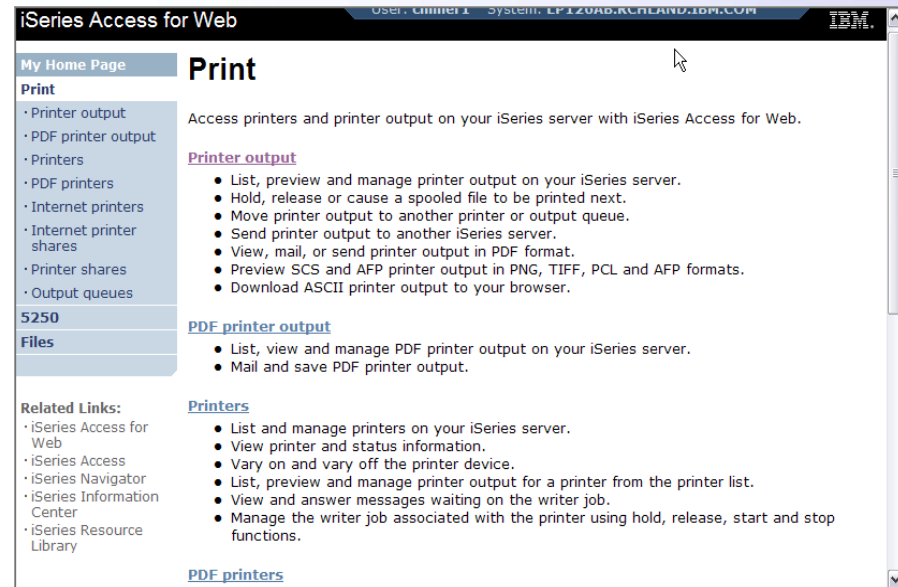 iSeries Access for Web
User: chiller1 System: LP126AB.RCHLAND.IBM.COM
IBM.
My Home Page
Print
· Printer output
· PDF printer output
· Printers
· PDF printers
· Internet printers
· Internet printer
shares
· Printer shares
· Output queues
5250
Files
Related Links:
· iSeries Access for
Web
· iSeries Access
· iSeries Navigator
· iSeries Information
Center
· iSeries Resource
Library
Print
Access printers and printer output on your iSeries server with iSeries Access for Web.
Printer output
● List, preview and manage printer output on your iSeries server.
● Hold, release or cause a spooled file to be printed next.
● Move printer output to another printer or output queue.
● Send printer output to another iSeries server.
● View, mail, or send printer output in PDF format.
● Preview SCS and AFP printer output in PNG, TIFF, PCL and AFP formats.
● Download ASCII printer output to your browser.
PDF printer output
● List, view and manage PDF printer output on your iSeries server.
● Mail and save PDF printer output.
Printers
● List and manage printers on your iSeries server.
● View printer and status information.
● Vary on and vary off the printer device.
● List, preview and manage printer output for a printer from the printer list.
● View and answer messages waiting on the writer job.
● Manage the writer job associated with the printer using hold, release, start and stop
functions.
PDF printers